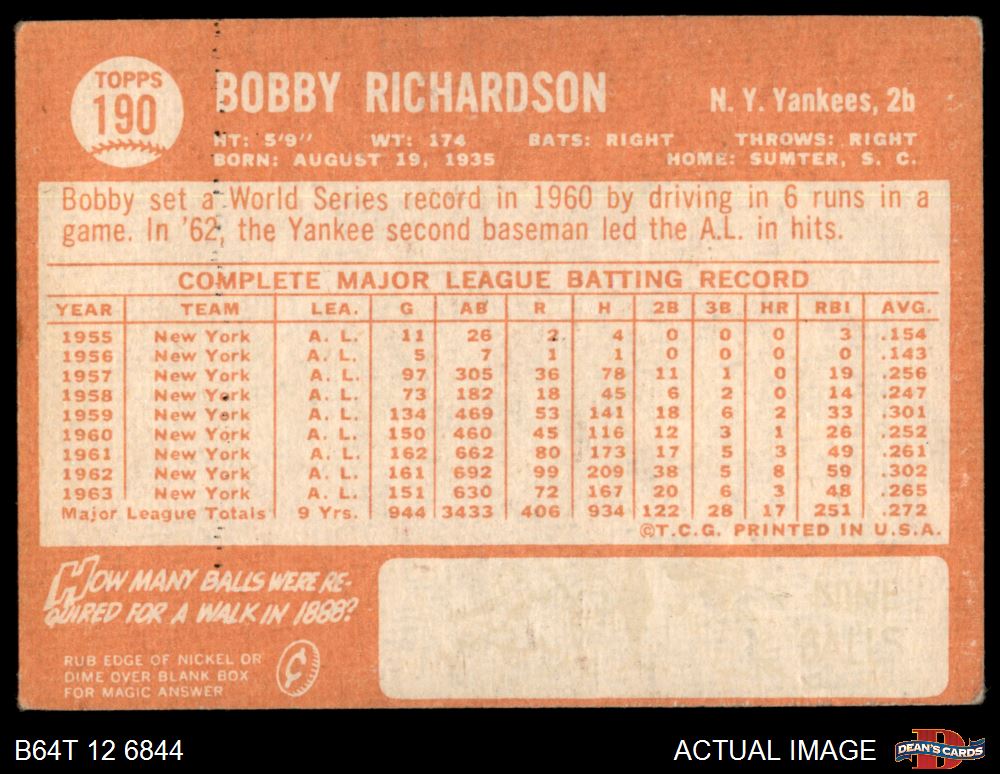 TOPPS
190
BOBBY RICHARDSON
N. Y. Yankees, 2b
HT: 5'9" WT: 174 BATS: RIGHT THROWS: RIGHT
BORN: AUGUST 19, 1935 HOME: SUMTER, S. C.
Bobby set a World Series record in 1960 by driving in 6 runs in a
game. In '62, the Yankee second baseman led the A.L. in hits.
COMPLETE MAJOR LEAGUE BATTING RECORD
YEAR TEAM LEA. G AB R H 2B 3B HR RBI AVG.
1955 New York A. L. 11 26 2 4 0 0 0 3 .154
1956 New York A. L. 5 7 1 1 0 0 0 0 .143
1957 New York A. L. 97 305 36 78 11 1 0 19 .256
1958 New York A. L. 73 182 18 45 6 2 0 14 .247
1959 New York A. L. 134 469 53 141 18 6 2 33 .301
1960 New York A. L. 150 460 45 116 12 3 1 26 .252
1961 New York A. L. 162 662 80 173 17 5 3 49 .261
1962 New York A. L. 161 692 99 209 38 5 8 59 .302
1963 New York A. L. 151 630 72 167 20 6 3 48 .265
Major League Totals 9 Yrs. 944 3433 406 934 122 28 17 251 .272
©T.C.G. PRINTED IN U.S.A.
HOW MANY BALLS WERE RE-
QUIRED FOR A WALK IN 1888?
RUB EDGE OF NICKEL OR
DIME OVER BLANK BOX
FOR MAGIC ANSWER
¢
B64T 12 6844
ACTUAL IMAGE
DEAN'S CARDS